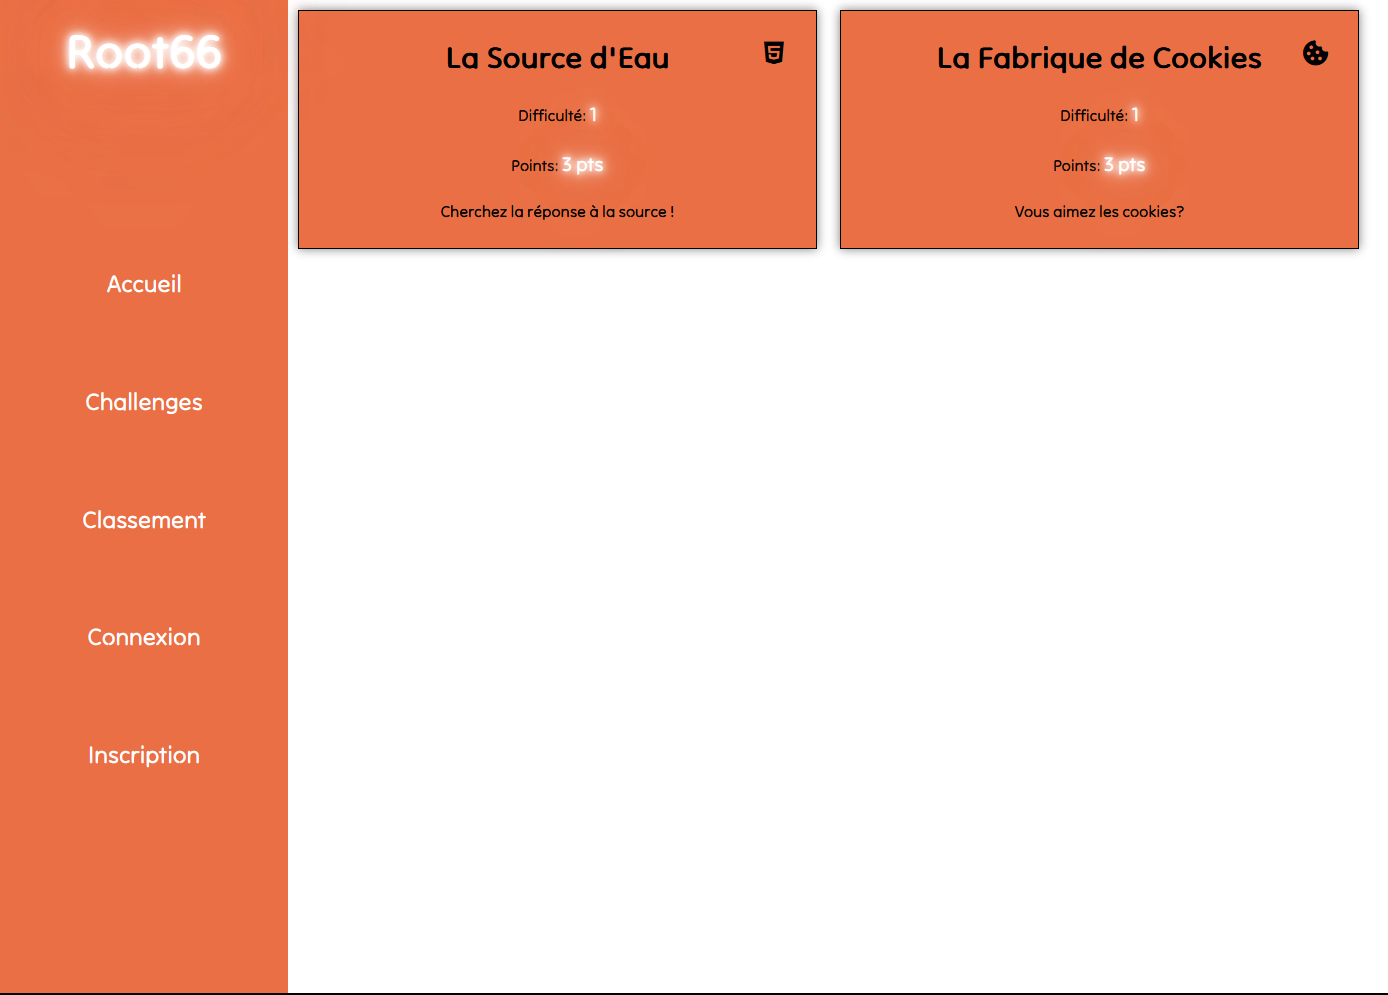 Root66
Accueil
Challenges
Classement
Connexion
Inscription
La Source d'Eau
Difficulté: 1
Points: 3 pts
Cherchez la réponse à la source !
La Fabrique de Cookies
Difficulté: 1
Points: 3 pts
Vous aimez les cookies?